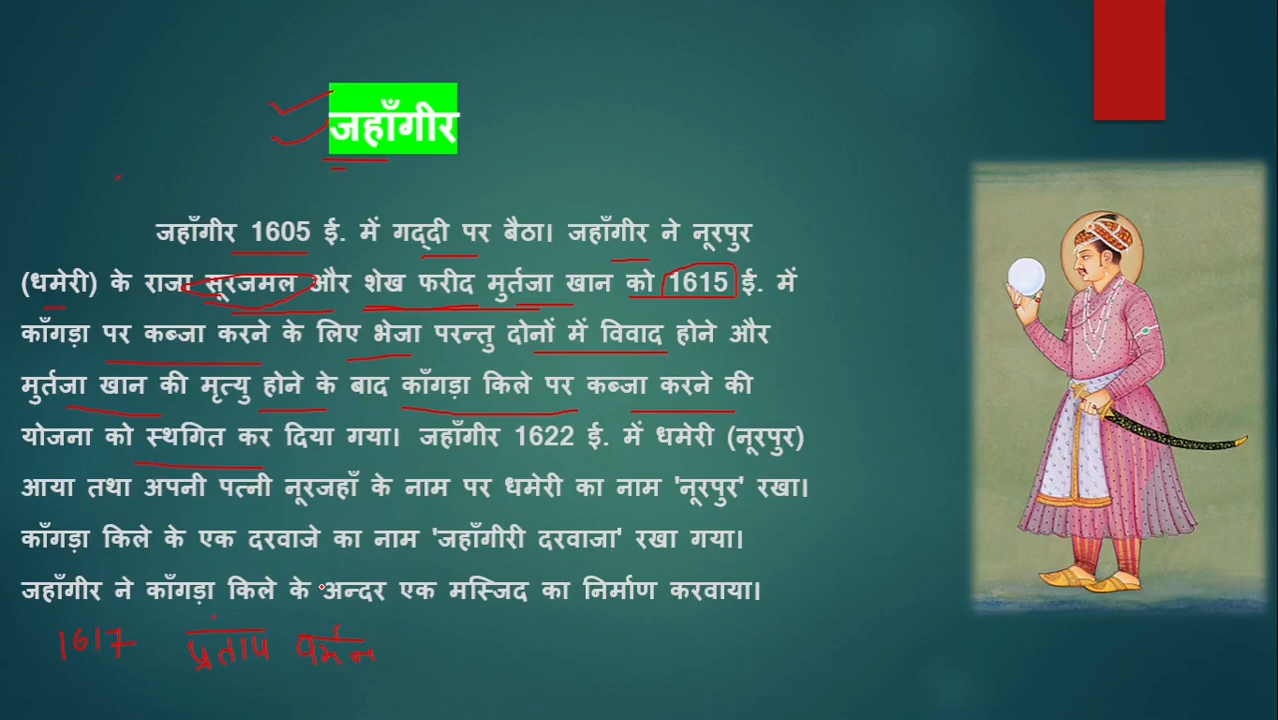 जहाँगीर
जहाँगीर 1605 ई. में गद्दी पर बैठा। जहाँगीर ने नूरपुर
(धमेरी) के राजा सूरजमल और शेख फरीद मुर्तजा खान को 1615 ई. में
काँगड़ा पर कब्जा करने के लिए भेजा परन्तु दोनों में विवाद होने और
मुर्तजा खान की मृत्यु होने के बाद काँगड़ा किले पर कब्जा करने की
योजना को स्थगित कर दिया गया। जहाँगीर 1622 ई. में धमेरी (नूरपुर)
आया तथा अपनी पत्नी नूरजहाँ के नाम पर धमेरी का नाम 'नूरपुर' रखा।
काँगड़ा किले के एक दरवाजे का नाम 'जहाँगीरी दरवाजा' रखा गया।
जहाँगीर ने काँगड़ा किले के अन्दर एक मस्जिद का निर्माण करवाया।
1617 प्रताप वर्मन